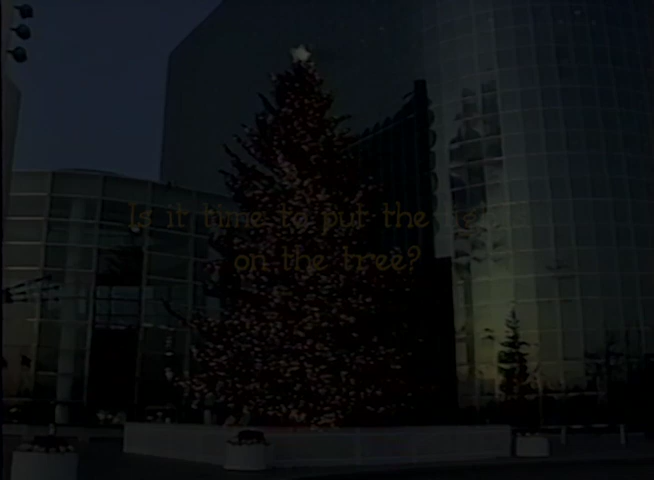 Is it time to put the
on the tree?